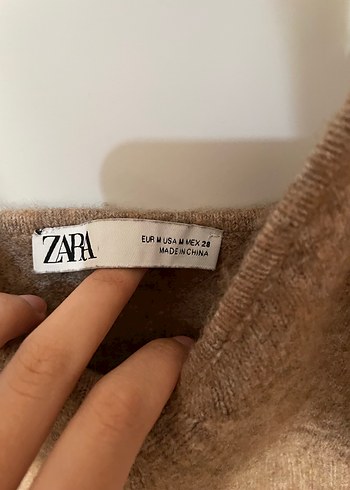 ZARA
EUR M USA M MEX 28
MADE IN CHINA